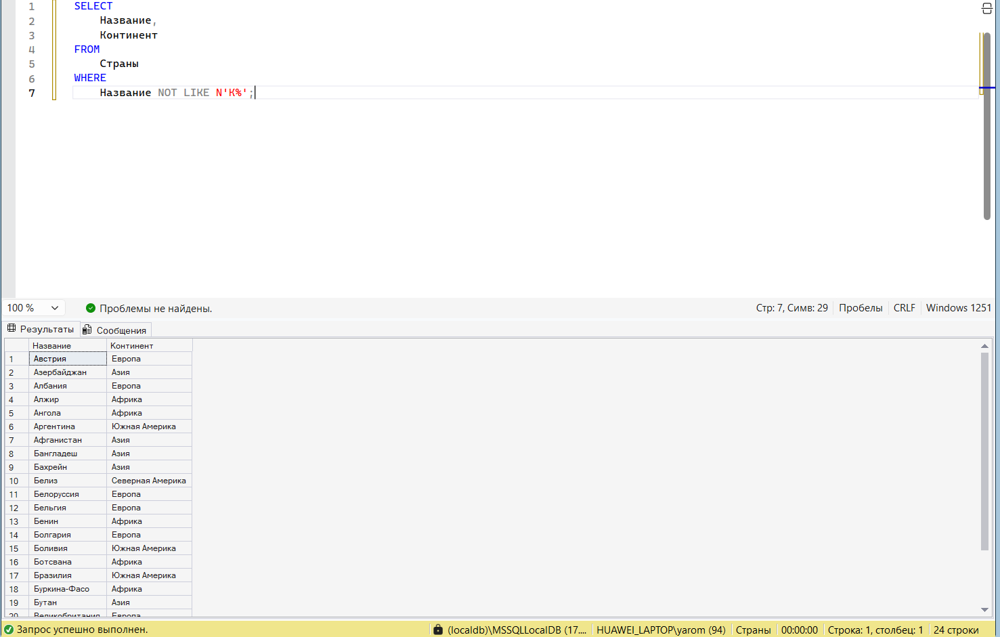 1 SELECT
2 Название,
3 Континент
4 FROM
5 Страны
6 WHERE
7 Название NOT LIKE N'К%';
100 % Проблемы не найдены. Стр: 7, Симв: 29 Пробелы CRLF Windows 1251
Результаты Сообщения
Название Континент
1 Австрия Европа
2 Азербайджан Азия
3 Албания Европа
4 Алжир Африка
5 Ангола Африка
6 Аргентина Южная Америка
7 Афганистан Азия
8 Бангладеш Азия
9 Бахрейн Азия
10 Белиз Северная Америка
11 Белоруссия Европа
12 Бельгия Европа
13 Бенин Африка
14 Болгария Европа
15 Боливия Южная Америка
16 Ботсвана Африка
17 Бразилия Южная Америка
18 Буркина-Фасо Африка
19 Бутан Азия
20 Великобритания Европа
Запрос успешно выполнен. (localdb)\MSSQLLocalDB (17.... HUAWEI_LAPTOP\yarom (94) Страны 00:00:00 Строка: 1, столбец: 1 24 строки